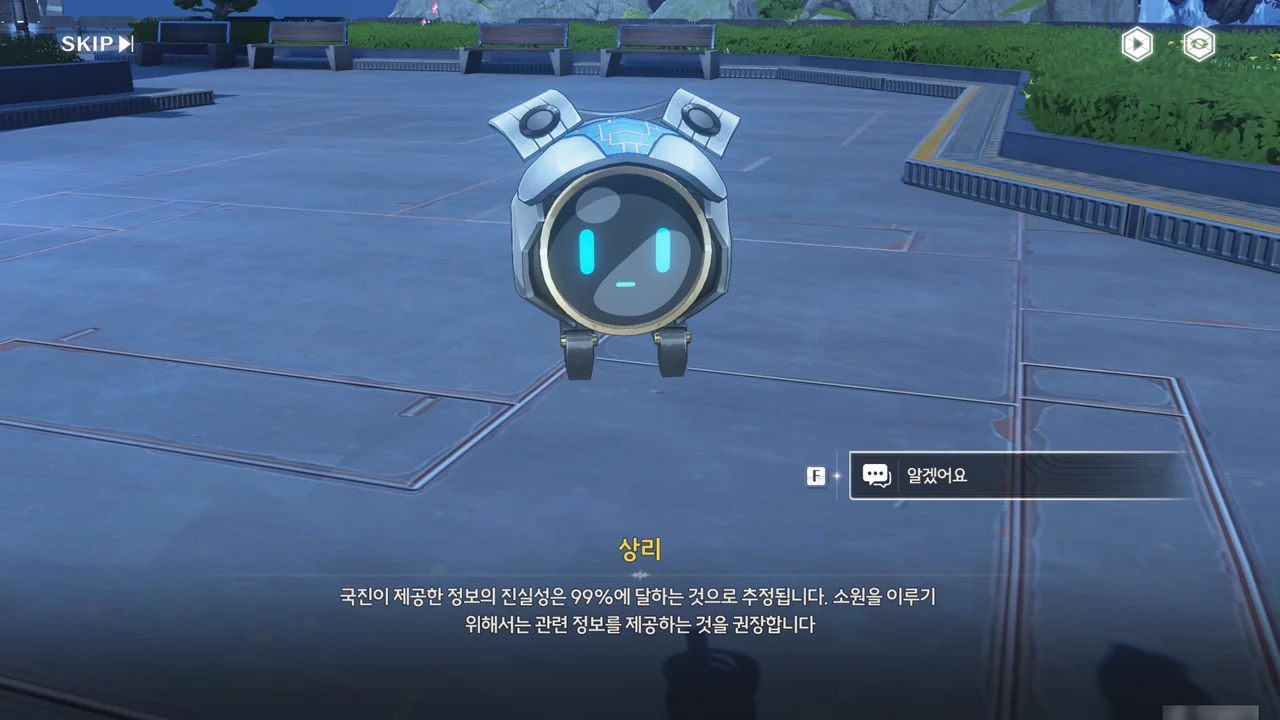 SKIP
F
알겠어요
상리
국진이 제공한 정보의 진실성은 99%에 달하는 것으로 추정됩니다. 소원을 이루기
위해서는 관련 정보를 제공하는 것을 권장합니다